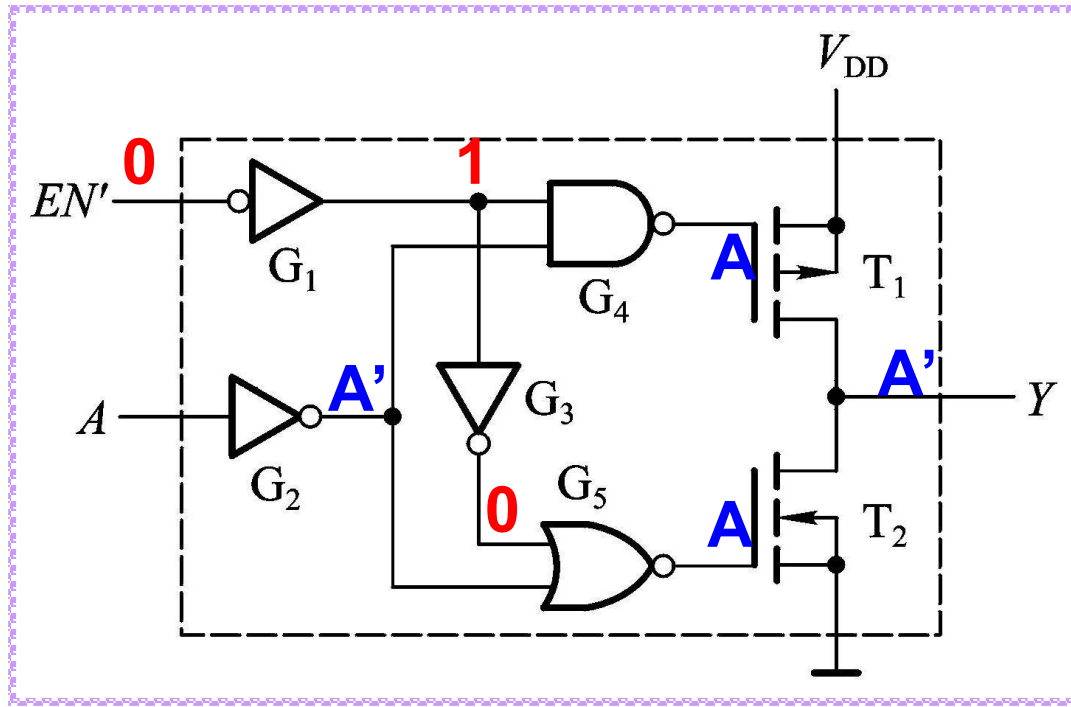 V_DD
0
1
EN′
G₁
G₄
A
T₁
A’
A’
Y
A
G₃
G₂
0
G₅
A
T₂